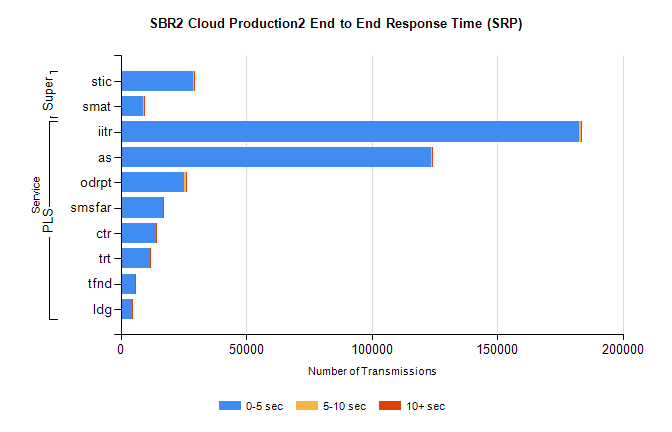 SBR2 Cloud Production2 End to End Response Time (SRP)
Super
stic
smat
Service
PLS
iitr
as
odrpt
smsfar
ctr
trt
tfnd
ldg
0 50000 100000 150000 200000
Number of Transmissions
0-5 sec 5-10 sec 10+ sec